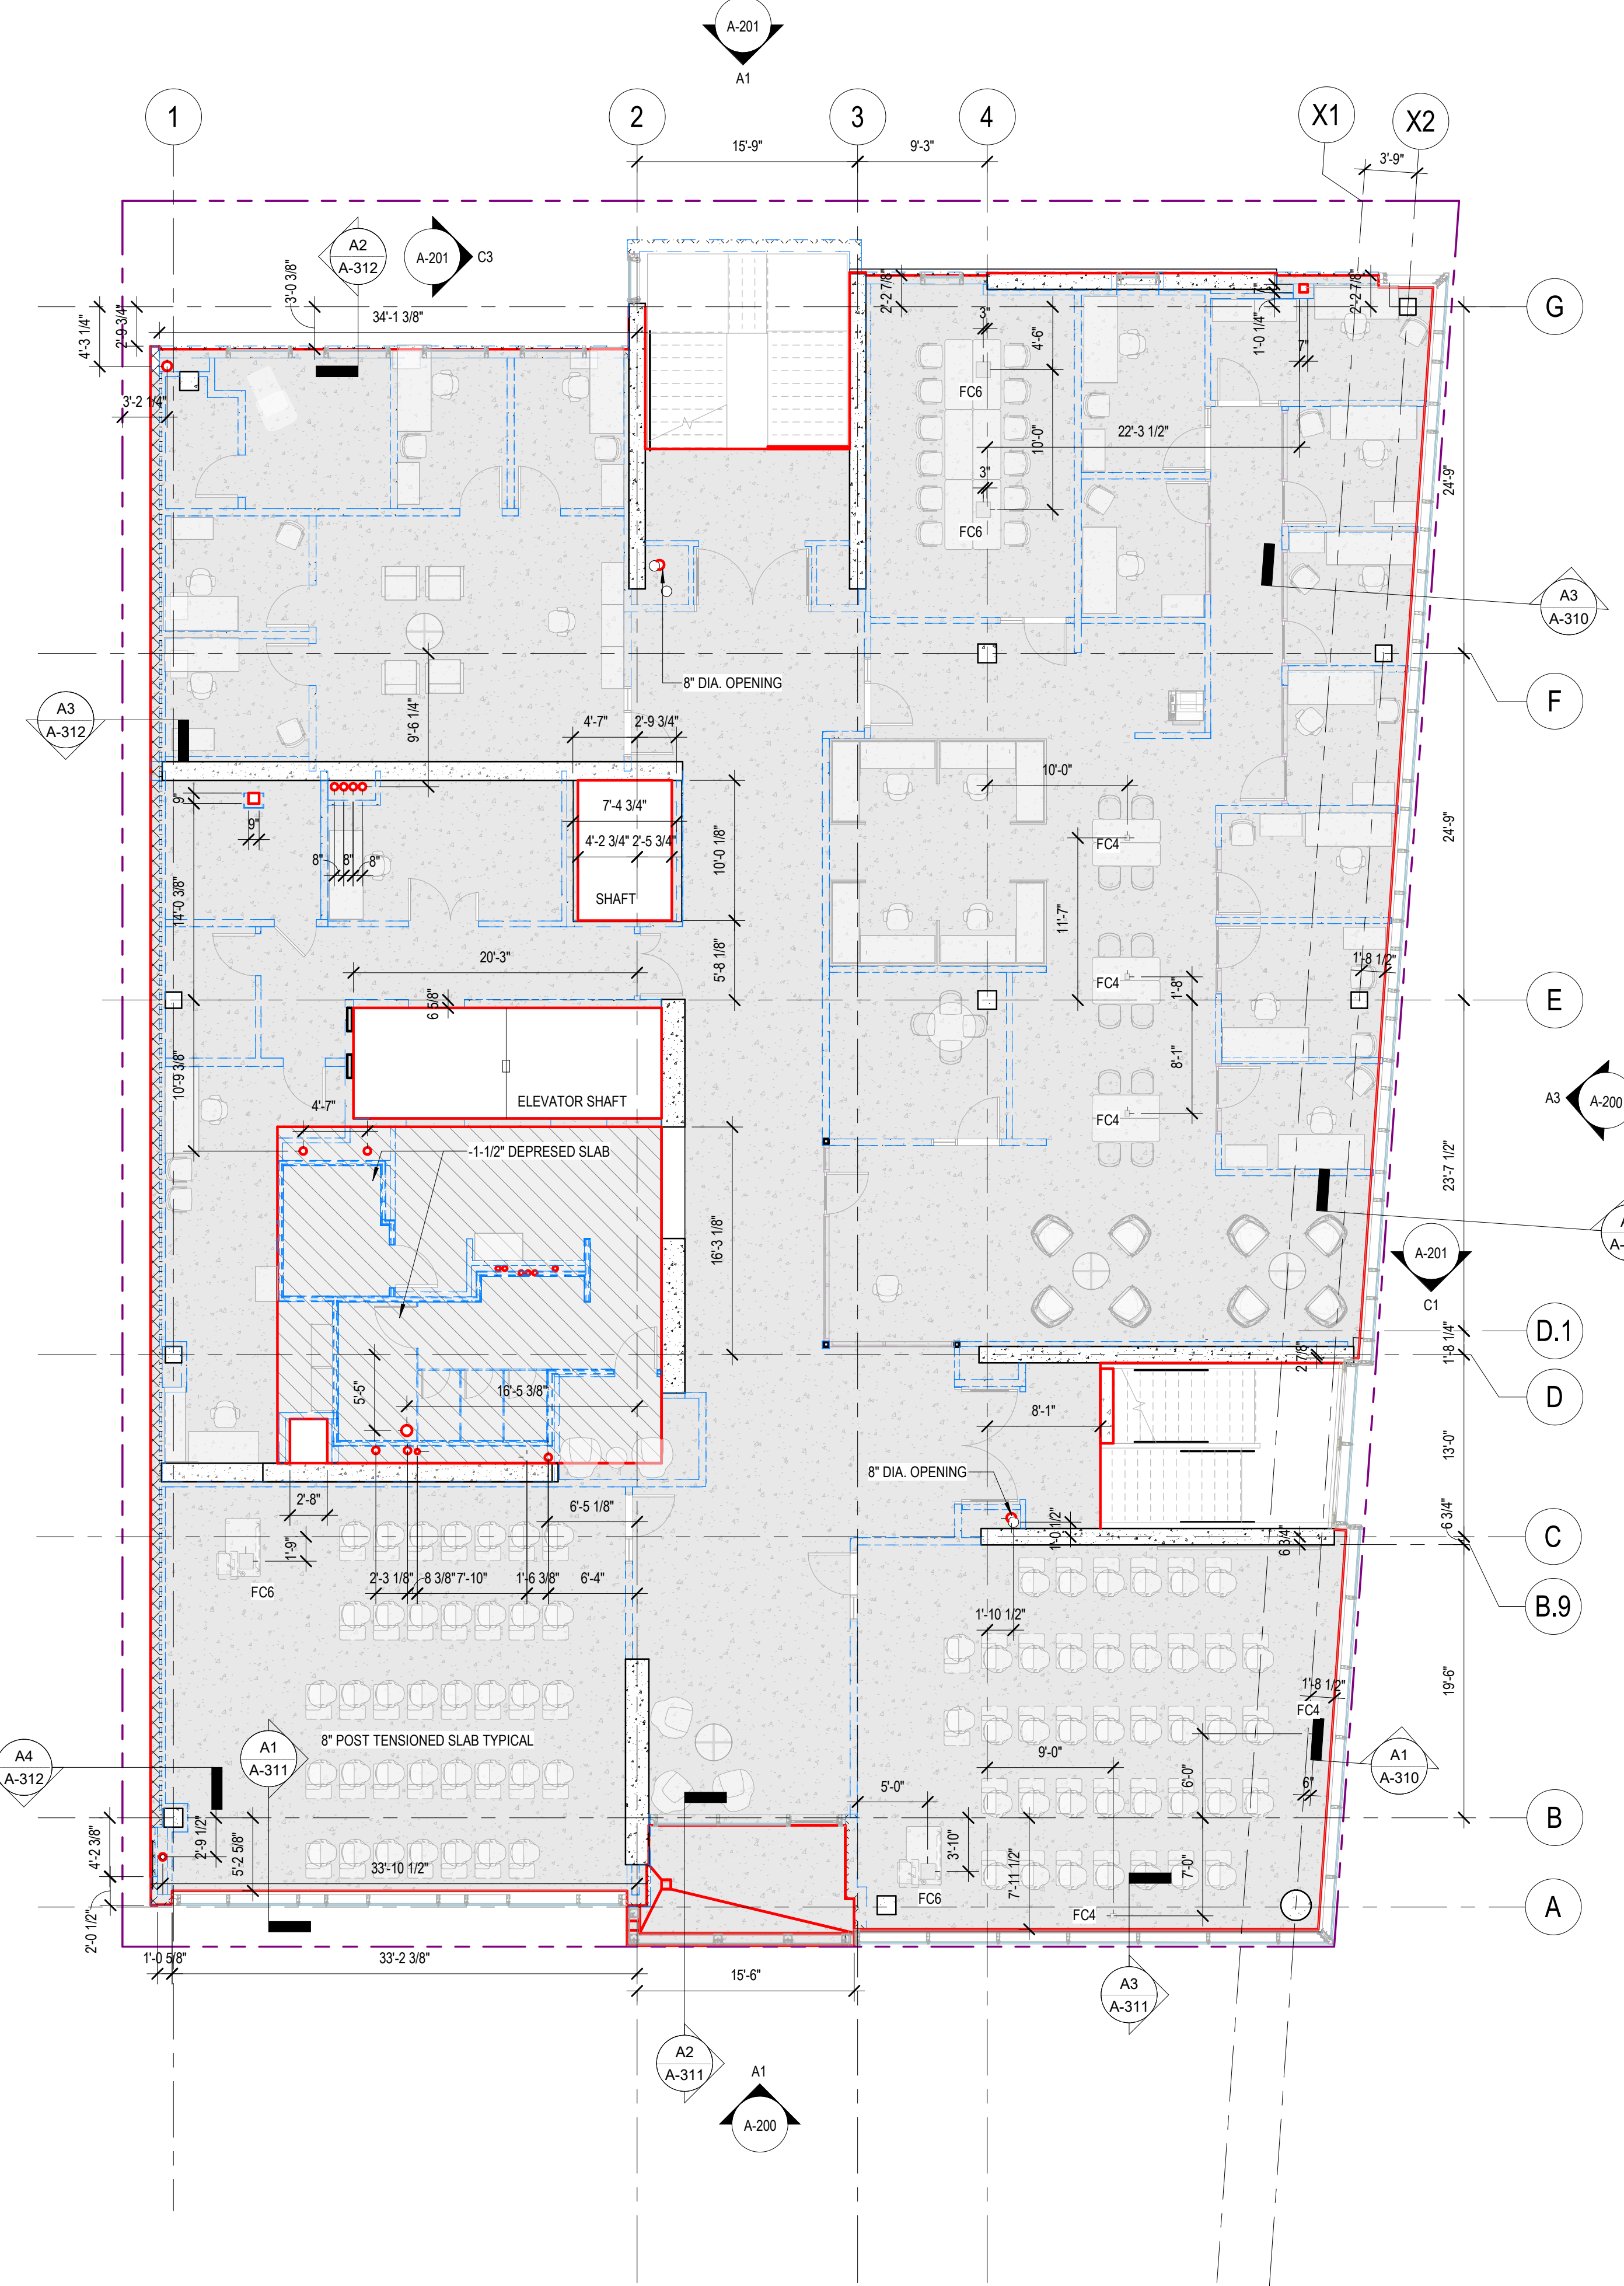 A-201
A1
1
2
3
4
X1
X2
15'-9"
9'-3"
3'-9"
A2
A-312
A-201
C3
3'-0 3/8"
4'-3 1/4"
2'-9 3/4"
34'-1 3/8"
2'-2 7/8"
7"
1'-0 1/4"
2'-2 7/8"
G
3"
4'-6"
7"
FC6
3'-2 1/4"
10'-0"
22'-3 1/2"
3"
24'-9"
FC6
A3
A-310
8" DIA. OPENING
F
A3
A-312
9'-6 1/4"
4'-7"
2'-9 3/4"
10'-0"
9"
9"
7'-4 3/4"
4'-2 3/4"
2'-5 3/4"
10'-0 1/8"
24'-9"
FC4
8"
8"
8"
SHAFT
14'-0 3/8"
11'-7"
20'-3"
5'-8 1/8"
1'-8 1/2"
FC4
1'-8"
6 5/8"
E
10'-9 3/8"
8'-1"
4'-7"
ELEVATOR SHAFT
FC4
A3
A-200
-1-1/2" DEPRESED SLAB
23'-7 1/2"
16'-3 1/8"
A-201
C1
D.1
1'-8 1/4"
2 7/8"
5'-5"
16'-5 3/8"
D
8'-1"
13'-0"
8" DIA. OPENING
2'-8"
6'-5 1/8"
1'-0 1/2"
6 3/4"
6 3/4"
C
1'-9"
FC6
2'-3 1/8"
8 3/8"
7'-10"
1'-6 3/8"
6'-4"
B.9
1'-10 1/2"
19'-6"
1'-8 1/2"
FC4
8" POST TENSIONED SLAB TYPICAL
A4
A-312
A1
A-311
9'-0"
6'-0"
A1
A-310
6"
5'-0"
B
4'-2 3/8"
2'-9 1/2"
5'-2 5/8"
33'-10 1/2"
3'-10"
7'-11 1/2"
7'-0"
FC6
FC4
A
2'-0 1/2"
1'-0 5/8"
33'-2 3/8"
15'-6"
A3
A-311
A2
A-311
A1
A-200